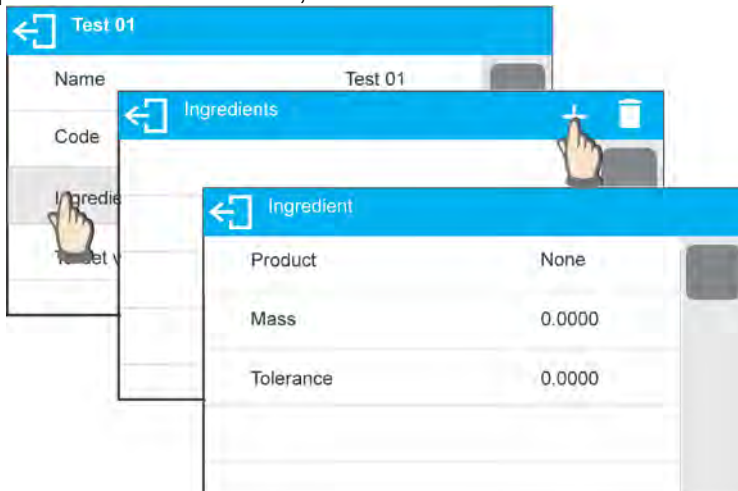 Test 01
Name Test 01
Code
Ingredients
Ingredient
Product None
Mass 0.0000
Tolerance 0.0000